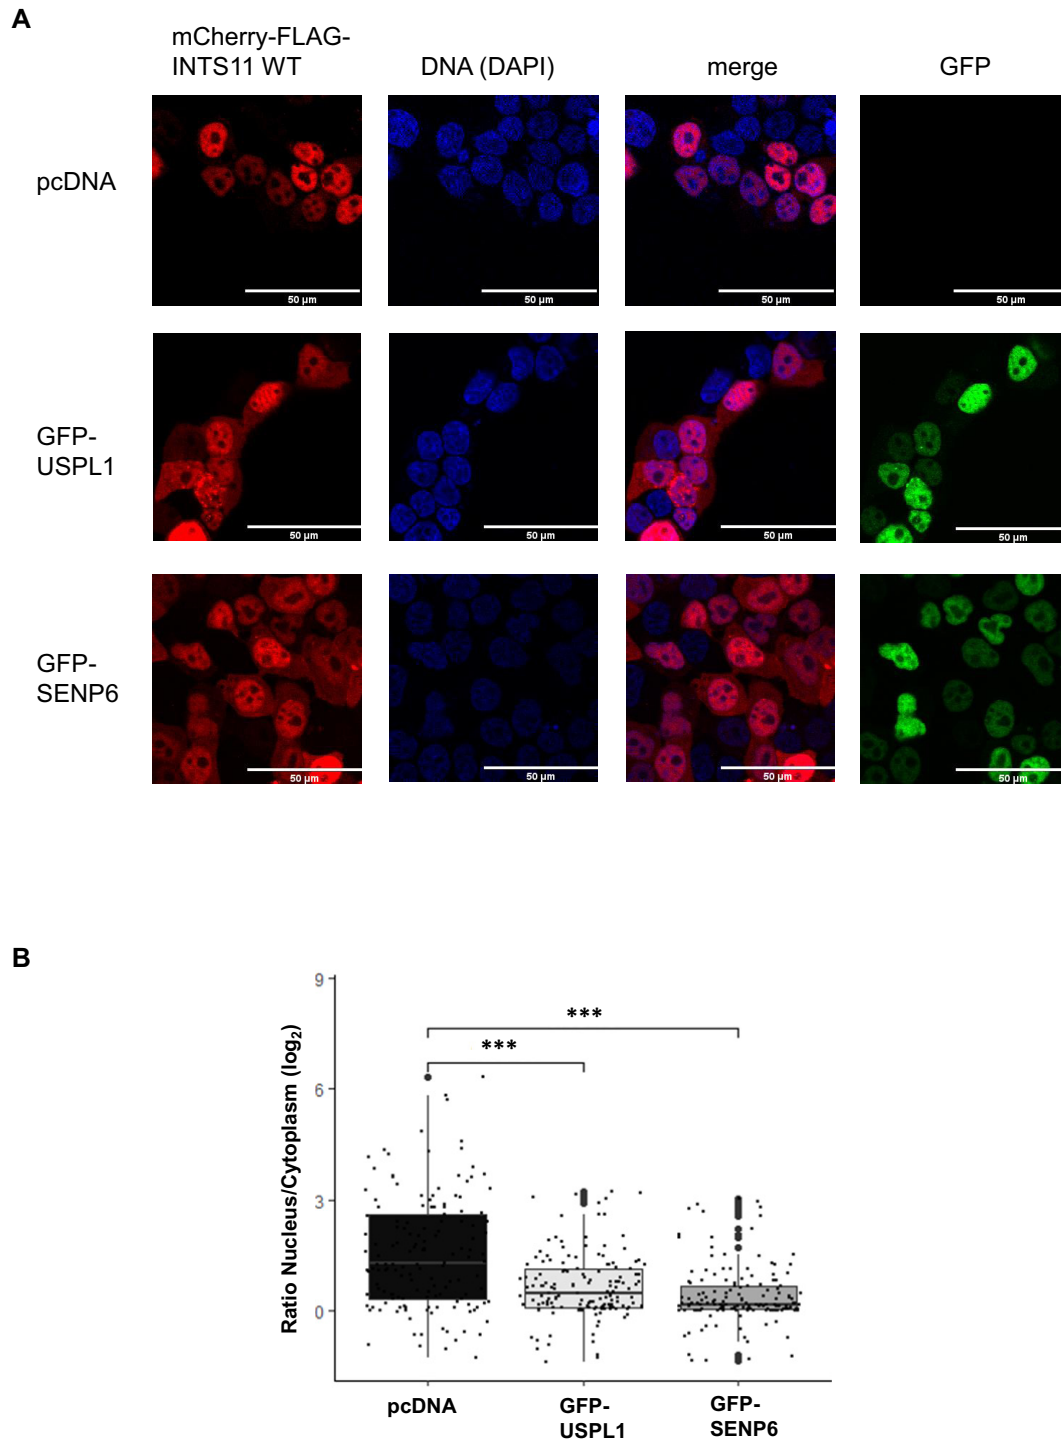 A
mCherry-FLAG-
INTS11 WT
DNA (DAPI)
merge
GFP
pcDNA
50 µm
50 µm
50 µm
50 µm
GFP-
USPL1
50 µm
50 µm
50 µm
50 µm
GFP-
SENP6
50 µm
50 µm
50 µm
50 µm
B
Ratio Nucleus/Cytoplasm (log₂)
9
6
3
0
***
***
pcDNA
GFP-
USPL1
GFP-
SENP6